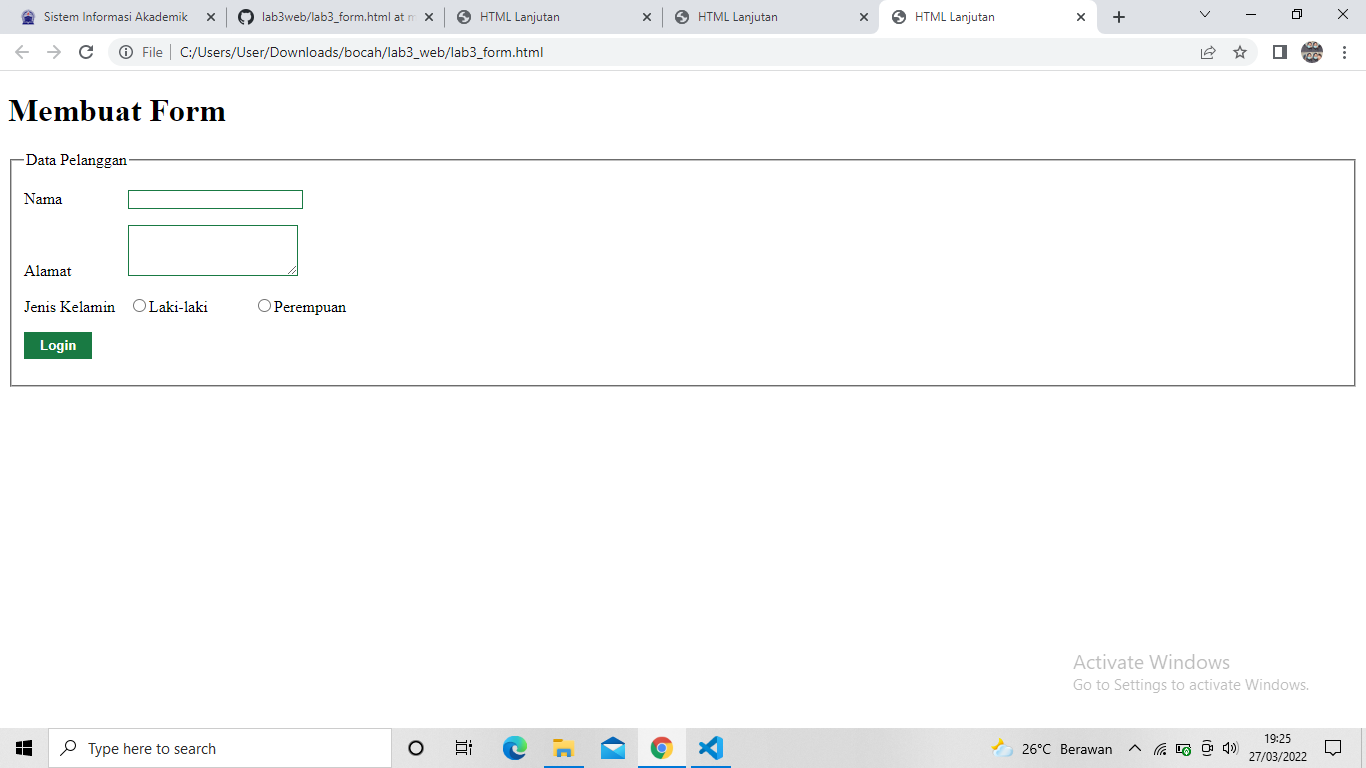 Sistem Informasi Akademik
lab3web/lab3_form.html at m
HTML Lanjutan
HTML Lanjutan
HTML Lanjutan
File C:/Users/User/Downloads/bocah/lab3_web/lab3_form.html
Membuat Form
Data Pelanggan
Nama
Alamat
Jenis Kelamin Laki-laki Perempuan
Login
Activate Windows
Go to Settings to activate Windows.
Type here to search
26°C Berawan
19:25
27/03/2022